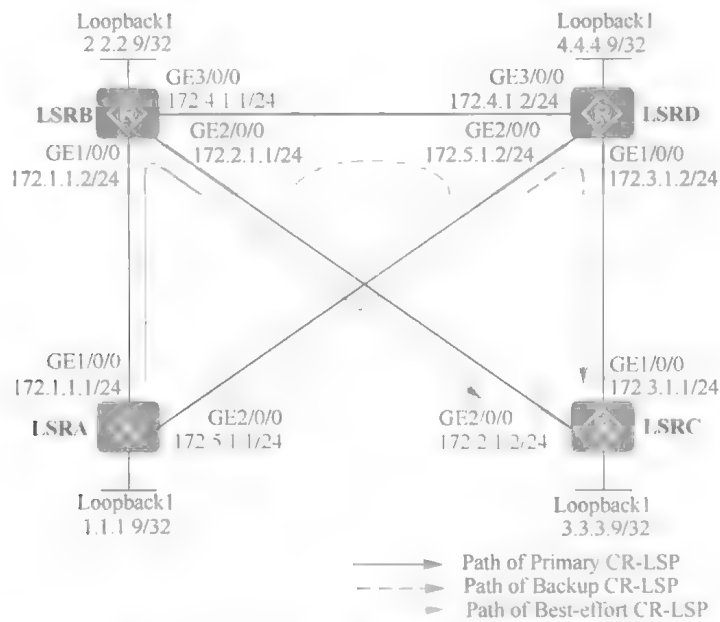 Loopback1
2.2.2.9/32
Loopback1
4.4.4.9/32
GE3/0/0
172.4.1.1/24
GE3/0/0
172.4.1.2/24
LSRB
LSRD
GE2/0/0
172.2.1.1/24
GE2/0/0
172.5.1.2/24
GE1/0/0
172.1.1.2/24
GE1/0/0
172.3.1.2/24
GE1/0/0
172.1.1.1/24
GE1/0/0
172.3.1.1/24
LSRA
GE2/0/0
172.5.1.1/24
GE2/0/0
172.2.1.2/24
LSRC
Loopback1
1.1.1.9/32
Loopback1
3.3.3.9/32
Path of Primary CR-LSP
Path of Backup CR-LSP
Path of Best-effort CR-LSP